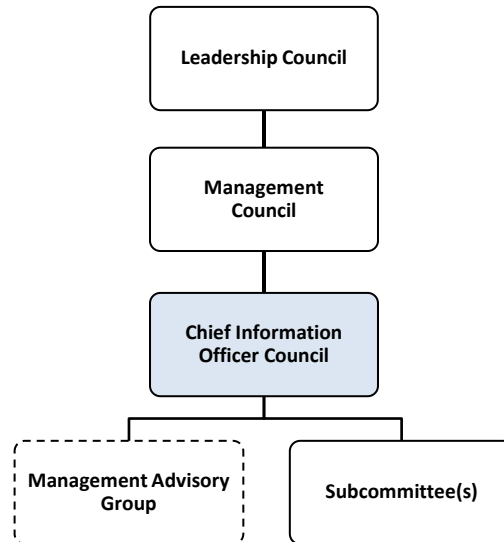 Leadership Council
Management
Council
Chief Information
Officer Council
Management Advisory
Group
Subcommittee(s)